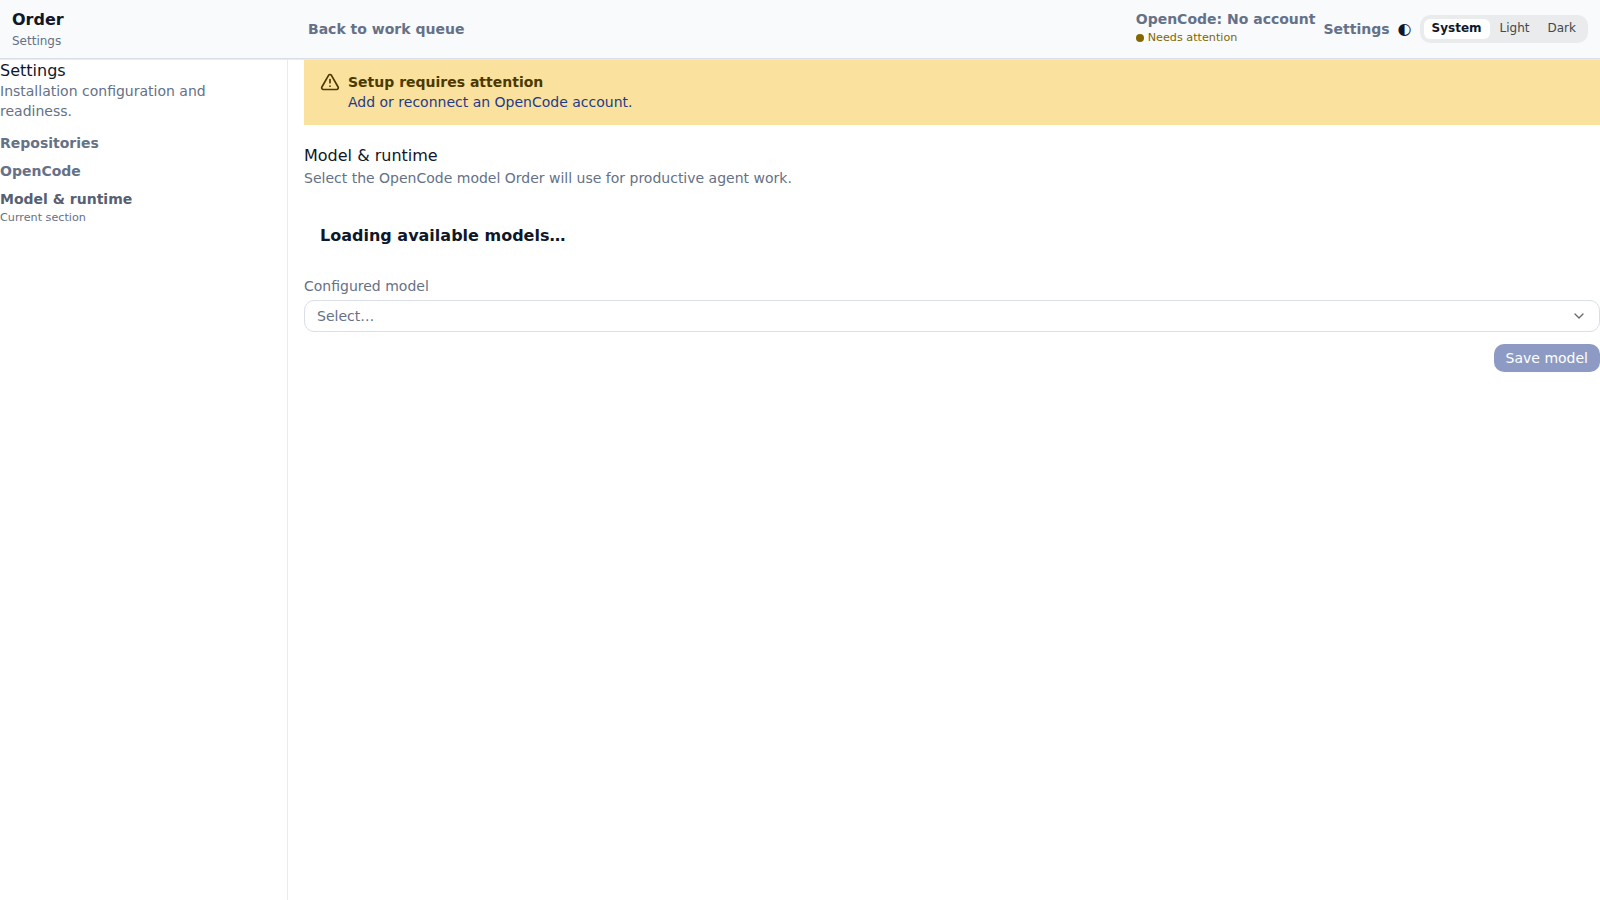 Order
Settings
Back to work queue
OpenCode: No account
Needs attention
Settings
System
Light
Dark
Settings
Installation configuration and
readiness.
Repositories
OpenCode
Model & runtime
Current section
Setup requires attention
Add or reconnect an OpenCode account.
Model & runtime
Select the OpenCode model Order will use for productive agent work.
Loading available models…
Configured model
Select…
Save model